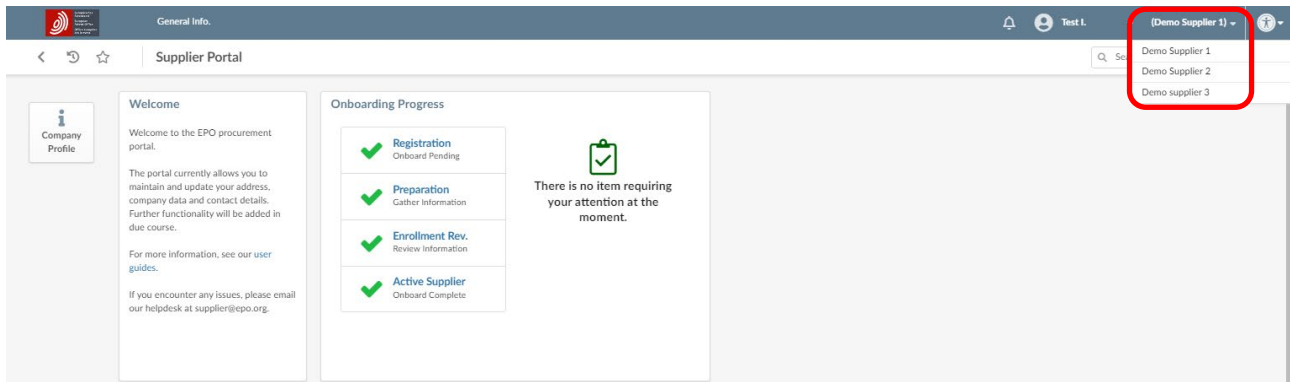 General Info.
Test I.
(Demo Supplier 1)
Supplier Portal
Demo Supplier 1
Demo Supplier 2
Demo supplier 3
Company
Profile
Welcome
Welcome to the EPO procurement
portal.
The portal currently allows you to
maintain and update your address,
company data and contact details.
Further functionality will be added in
due course.
For more information, see our user
guides.
If you encounter any issues, please email
our helpdesk at supplier@epo.org.
Onboarding Progress
Registration
Onboard Pending
Preparation
Gather Information
Enrollment Rev.
Review Information
Active Supplier
Onboard Complete
There is no item requiring
your attention at the
moment.